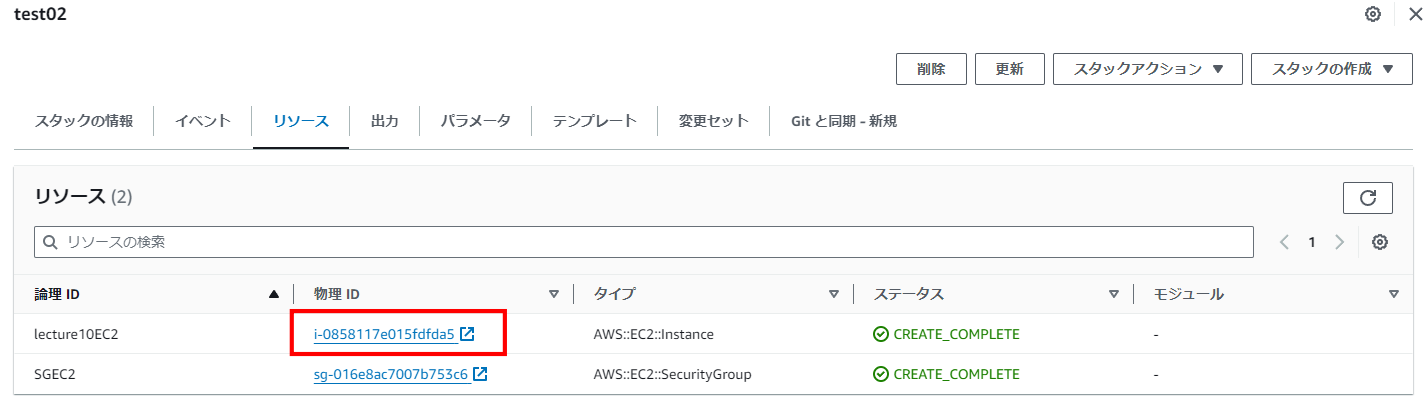 test02
削除 更新 スタックアクション ▼ スタックの作成 ▼
スタックの情報 イベント リソース 出力 パラメータ テンプレート 変更セット Git と同期 - 新規
リソース (2)
リソースの検索 1
論理 ID 物理 ID タイプ ステータス モジュール
lecture10EC2 i-0858117e015fdfda5 AWS::EC2::Instance CREATE_COMPLETE -
SGEC2 sg-016e8ac7007b753c6 AWS::EC2::SecurityGroup CREATE_COMPLETE -